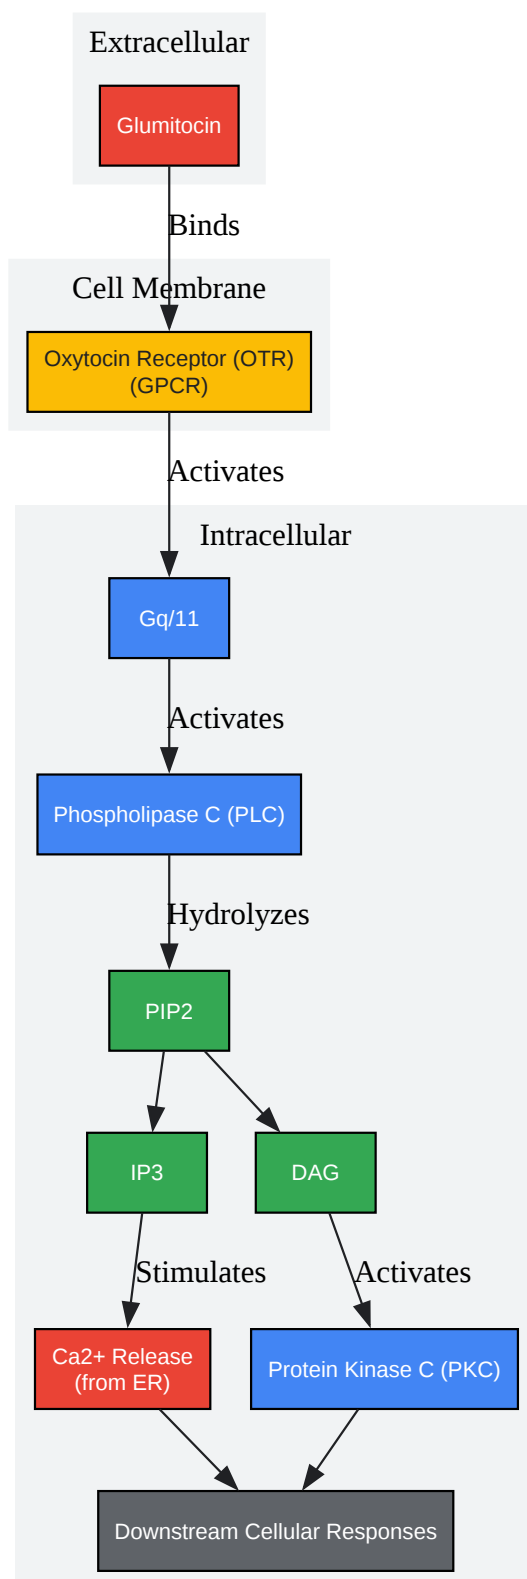 Extracellular
Glumitocin
Binds
Cell Membrane
Oxytocin Receptor (OTR)
(GPCR)
Activates
Intracellular
Gq/11
Activates
Phospholipase C (PLC)
Hydrolyzes
PIP2
IP3
DAG
Stimulates
Activates
Ca2+ Release
(from ER)
Protein Kinase C (PKC)
Downstream Cellular Responses